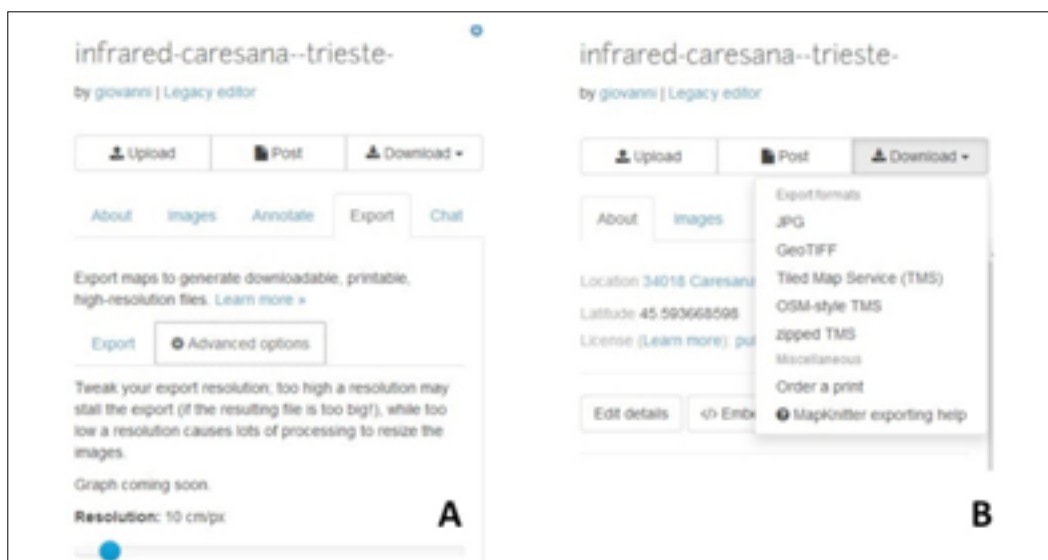 infrared-caresana--trieste-
by giovanni | Legacy editor
Upload Post Download
About Images Annotate Export Chat
Export maps to generate downloadable, printable,
high-resolution files. Learn more »
Export Advanced options
Tweak your export resolution; too high a resolution may
stall the export (if the resulting file is too big!), while too
low a resolution causes lots of processing to resize the
images.
Graph coming soon.
Resolution: 10 cm/px
A
infrared-caresana--trieste-
by giovanni | Legacy editor
Upload Post Download
About Images
Export formats
JPG
GeoTIFF
Tiled Map Service (TMS)
OSM-style TMS
zipped TMS
Miscellaneous
Order a print
MapKnitter exporting help
Location 34018 Caresana
Latitude 45.593668598
License (Learn more): pu
Edit details </> Embe
B